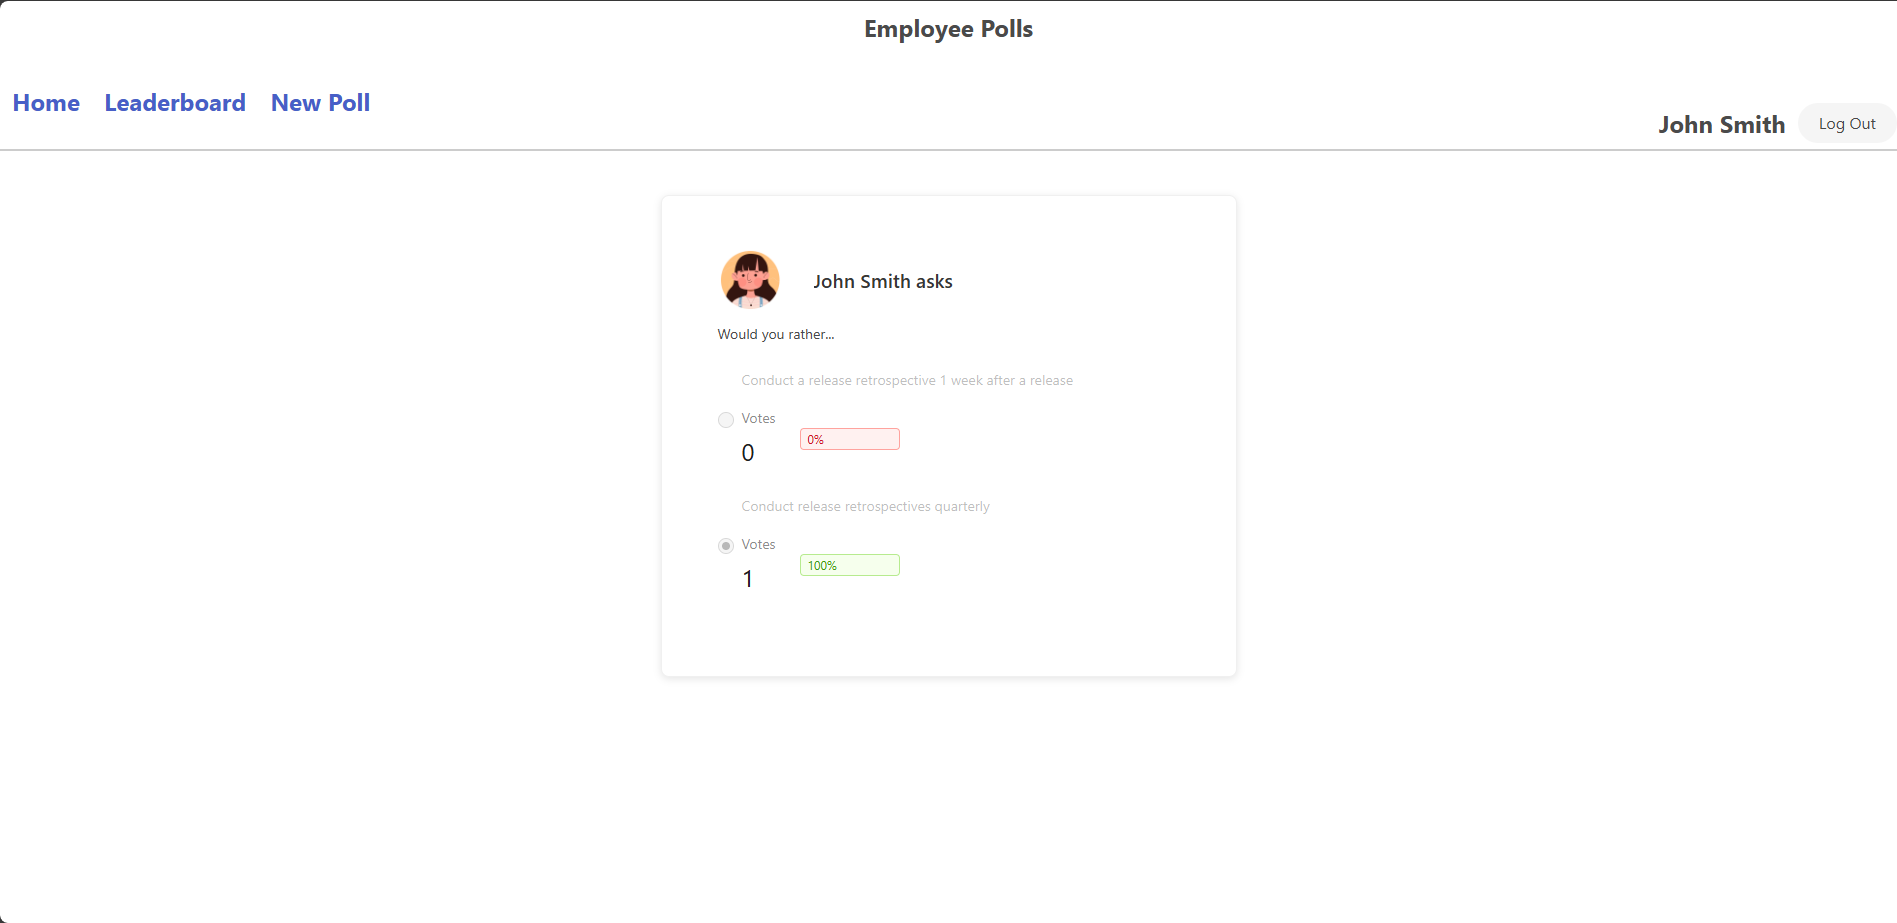 Employee Polls
Home Leaderboard New Poll
John Smith Log Out
John Smith asks
Would you rather...
Conduct a release retrospective 1 week after a release
Votes
0
0%
Conduct release retrospectives quarterly
Votes
1
100%